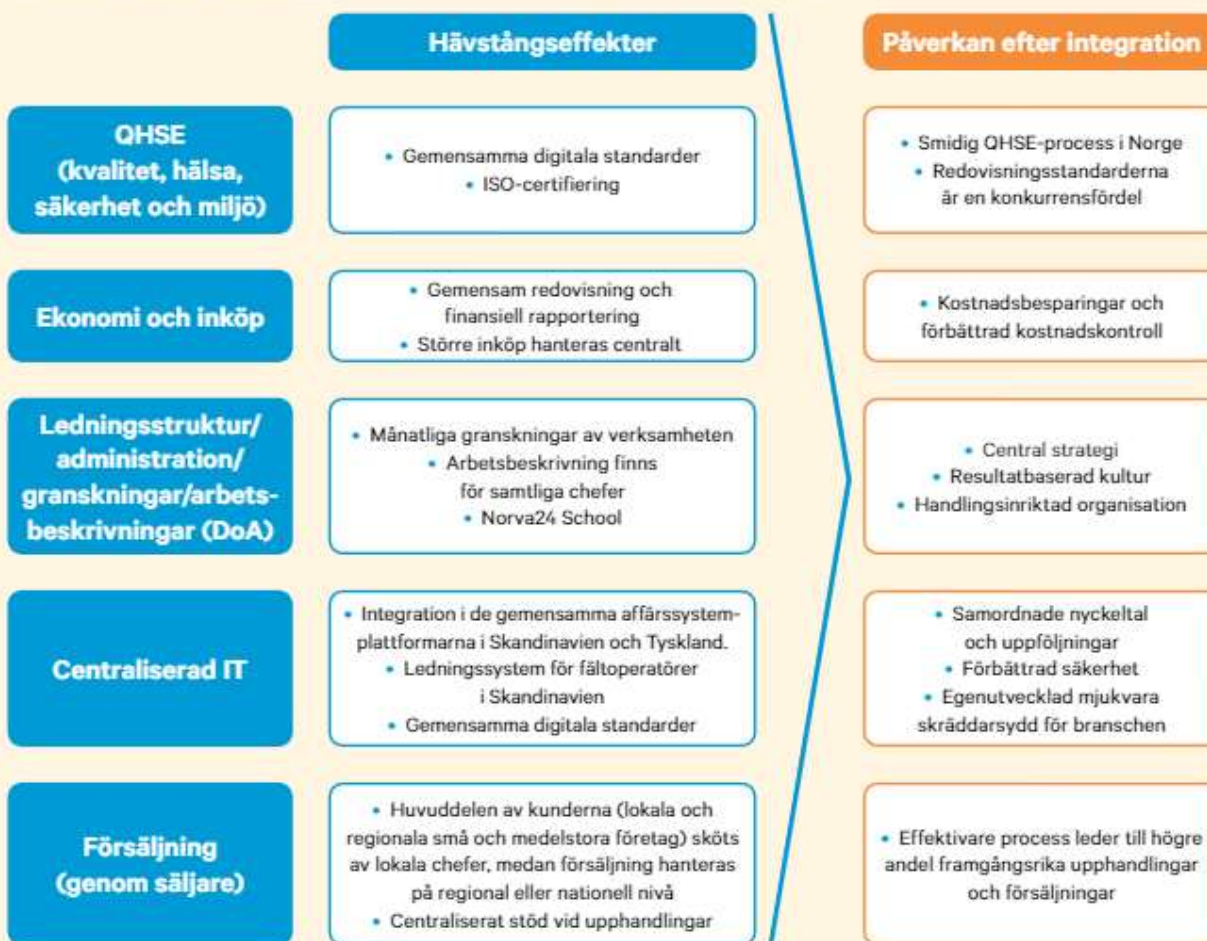 Hävstångseffekter
Påverkan efter integration
QHSE
(kvalitet, hälsa,
säkerhet och miljö)
• Gemensamma digitala standarder
• ISO-certifiering
• Smidig QHSE-process i Norge
• Redovisningsstandarderna
är en konkurrensfördel
Ekonomi och inköp
• Gemensam redovisning och
finansiell rapportering
• Större inköp hanteras centralt
• Kostnadsbesparingar och
förbättrad kostnadskontroll
Ledningsstruktur/
administration/
granskningar/arbets-
beskrivningar (DoA)
• Månatliga granskningar av verksamheten
• Arbetsbeskrivning finns
för samtliga chefer
• Norva24 School
• Central strategi
• Resultatbaserad kultur
• Handlingsinriktad organisation
Centraliserad IT
• Integration i de gemensamma affärssystem-
plattformarna i Skandinavien och Tyskland.
• Ledningssystem för fältoperatörer
i Skandinavien
• Gemensamma digitala standarder
• Samordnade nyckeltal
och uppföljningar
• Förbättrad säkerhet
• Egenutvecklad mjukvara
skräddarsydd för branschen
Försäljning
(genom säljare)
• Huvuddelen av kunderna (lokala och
regionala små och medelstora företag) sköts
av lokala chefer, medan försäljning hanteras
på regional eller nationell nivå
• Centraliserat stöd vid upphandlingar
• Effektivare process leder till högre
andel framgångsrika upphandlingar
och försäljningar